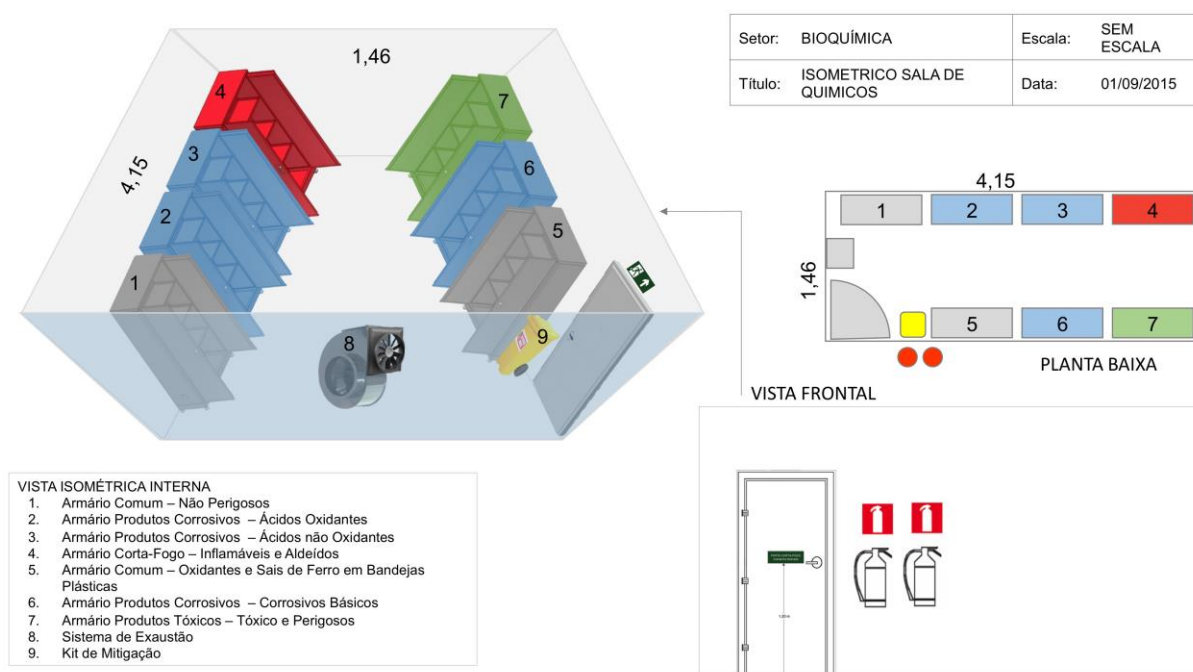 Setor: BIOQUÍMICA Escala: SEM ESCALA
Título: ISOMETRICO SALA DE QUIMICOS Data: 01/09/2015
1,46
4,15
4
3
2
1
7
6
5
8
9
4,15
1,46
1 2 3 4
5 6 7
PLANTA BAIXA
VISTA FRONTAL
VISTA ISOMÉTRICA INTERNA
1. Armário Comum – Não Perigosos
2. Armário Produtos Corrosivos – Ácidos Oxidantes
3. Armário Produtos Corrosivos – Ácidos não Oxidantes
4. Armário Corta-Fogo – Inflamáveis e Aldeídos
5. Armário Comum – Oxidantes e Sais de Ferro em Bandejas
Plásticas
6. Armário Produtos Corrosivos – Corrosivos Básicos
7. Armário Produtos Tóxicos – Tóxico e Perigosos
8. Sistema de Exaustão
9. Kit de Mitigação